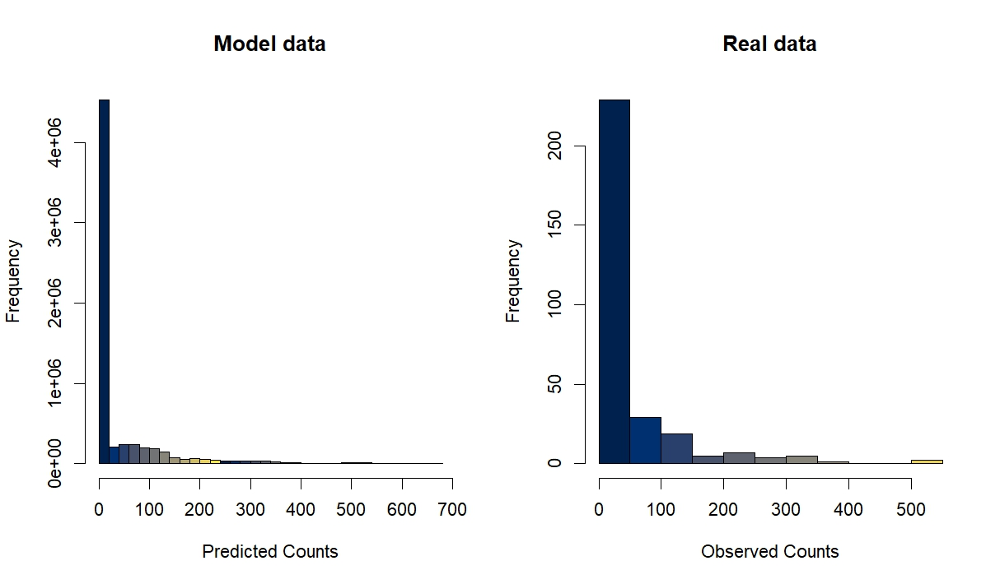 Model data
Frequency
0e+00
1e+06
2e+06
3e+06
4e+06
0 100 200 300 400 500 600 700
Predicted Counts
Real data
Frequency
0
50
100
150
200
0 100 200 300 400 500
Observed Counts